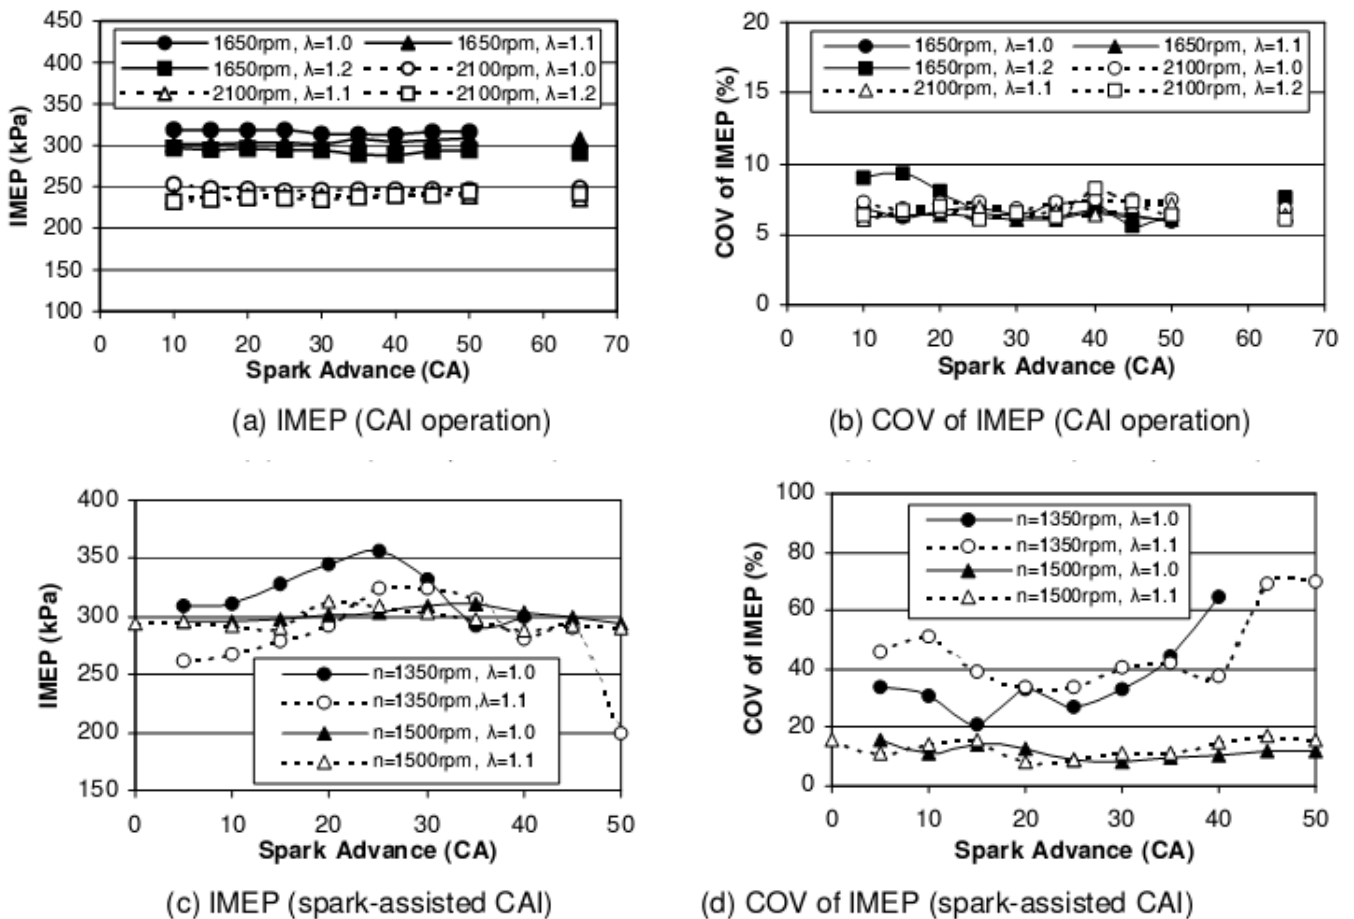 450
400
350
300
250
200
150
100
IMEP (kPa)
1650rpm, λ=1.0
1650rpm, λ=1.1
1650rpm, λ=1.2
2100rpm, λ=1.0
2100rpm, λ=1.1
2100rpm, λ=1.2
0 10 20 30 40 50 60 70
Spark Advance (CA)
(a) IMEP (CAI operation)
20
15
10
5
0
COV of IMEP (%)
1650rpm, λ=1.0
1650rpm, λ=1.1
1650rpm, λ=1.2
2100rpm, λ=1.0
2100rpm, λ=1.1
2100rpm, λ=1.2
0 10 20 30 40 50 60 70
Spark Advance (CA)
(b) COV of IMEP (CAI operation)
400
350
300
250
200
150
IMEP (kPa)
n=1350rpm, λ=1.0
n=1350rpm,λ=1.1
n=1500rpm, λ=1.0
n=1500rpm, λ=1.1
0 10 20 30 40 50
Spark Advance (CA)
(c) IMEP (spark-assisted CAI)
100
80
60
40
20
0
COV of IMEP (%)
n=1350rpm, λ=1.0
n=1350rpm, λ=1.1
n=1500rpm, λ=1.0
n=1500rpm, λ=1.1
0 10 20 30 40 50
Spark Advance (CA)
(d) COV of IMEP (spark-assisted CAI)